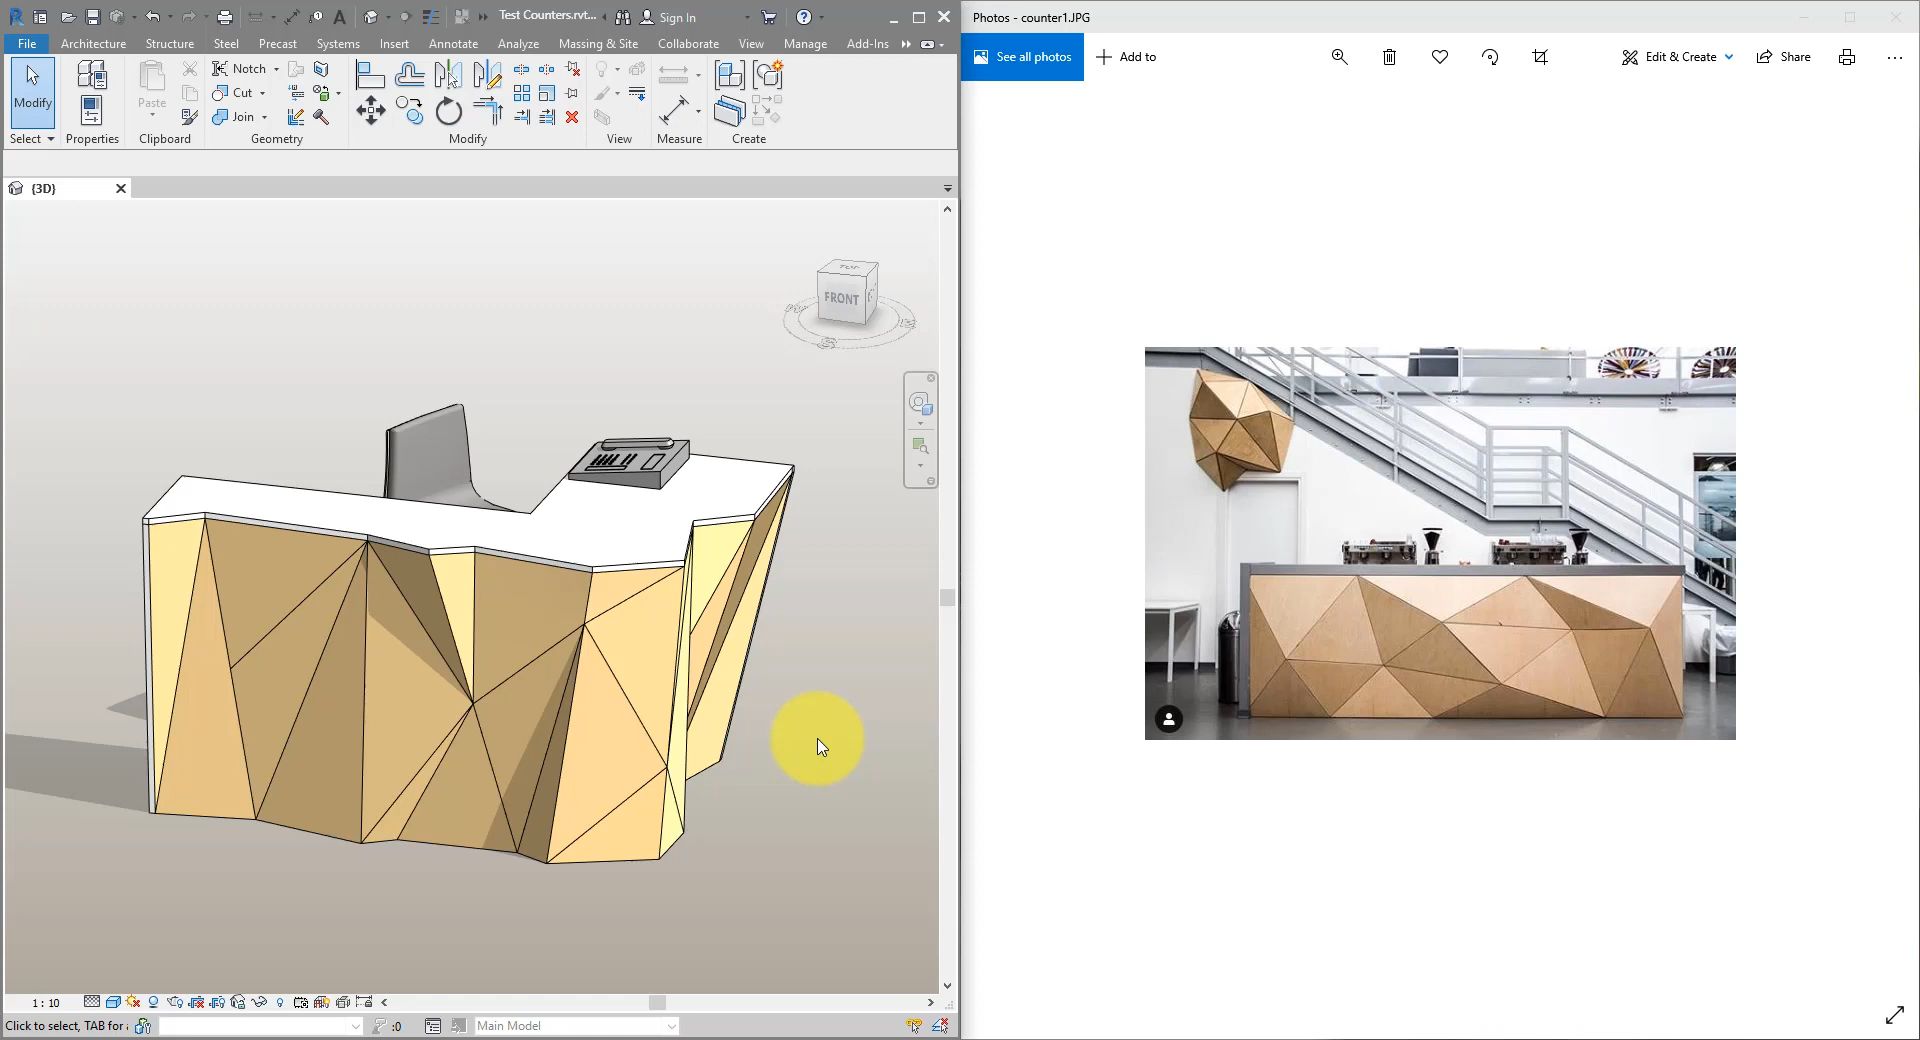 Test Counters.rvt...
Sign In
File Architecture Structure Steel Precast Systems Insert Annotate Analyze Massing & Site Collaborate View Manage Add-Ins
Modify
Paste
Notch
Cut
Join
Select Properties Clipboard Geometry Modify View Measure Create
{3D}
TOP
FRONT
1 : 10
Click to select, TAB for
:0
Main Model
Photos - counter1.JPG
See all photos
Add to
Edit & Create
Share